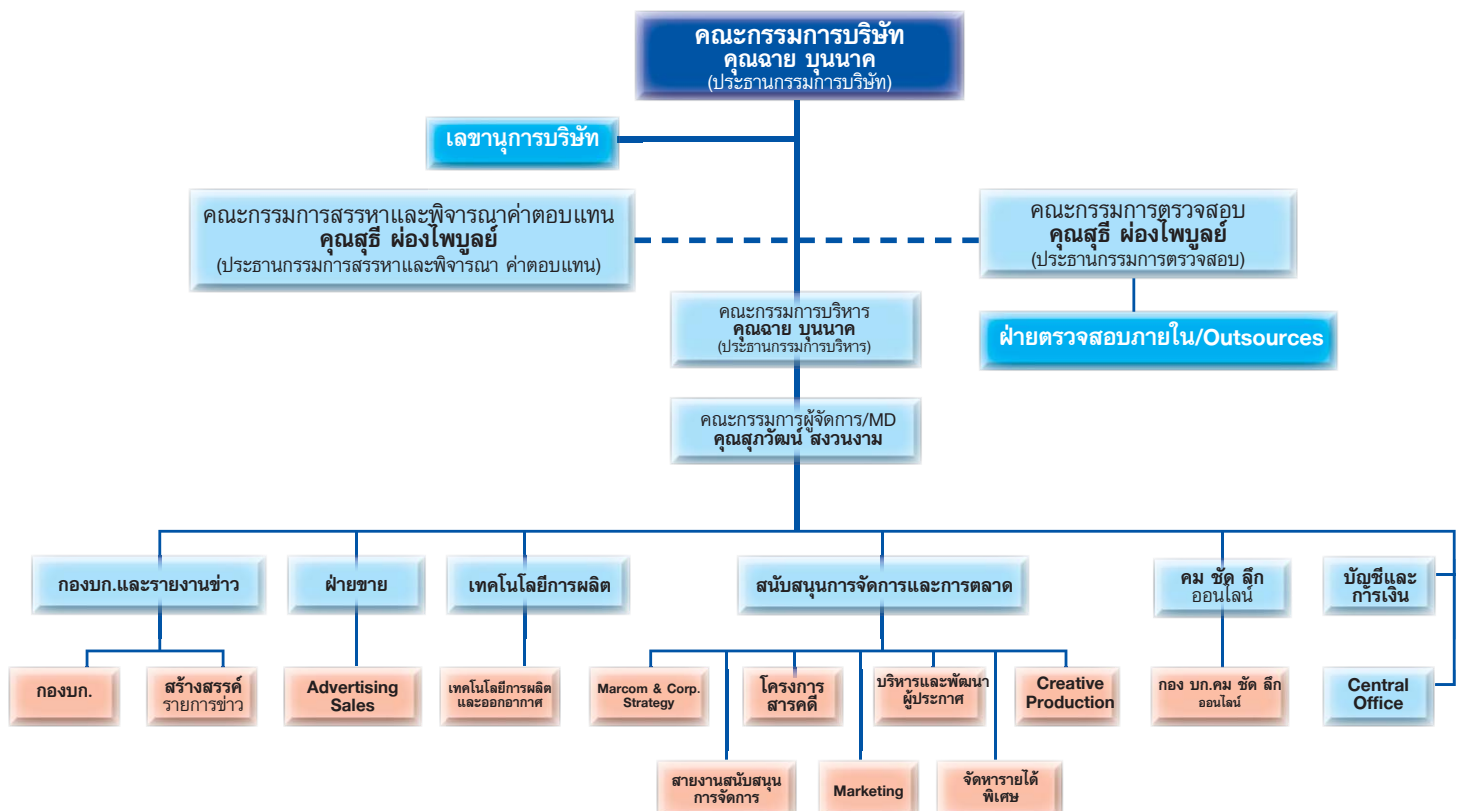 คณะกรรมการบริษัท
คุณฉาย บุนนาค
(ประธานกรรมการบริษัท)
เลขานุการบริษัท
คณะกรรมการสรรหาและพิจารณาค่าตอบแทน
คุณสุธี ผ่องไพบูลย์
(ประธานกรรมการสรรหาและพิจารณา ค่าตอบแทน)
คณะกรรมการตรวจสอบ
คุณสุธี ผ่องไพบูลย์
(ประธานกรรมการตรวจสอบ)
ฝ่ายตรวจสอบภายใน/Outsources
คณะกรรมการบริหาร
คุณฉาย บุนนาค
(ประธานกรรมการบริหาร)
คณะกรรมการผู้จัดการ/MD
คุณสุภวัฒน์ สงวนงาม
กองบก.และรายงานข่าว
ฝ่ายขาย
เทคโนโลยีการผลิต
สนับสนุนการจัดการและการตลาด
คม ชัด ลึก
ออนไลน์
บัญชีและ
การเงิน
กองบก.
สร้างสรรค์
รายการข่าว
Advertising
Sales
เทคโนโลยีการผลิต
และออกอากาศ
Marcom & Corp.
Strategy
โครงการ
สารคดี
บริหารและพัฒนา
ผู้ประกาศ
Creative
Production
กอง บก.คม ชัด ลึก
ออนไลน์
Central
Office
สายงานสนับสนุน
การจัดการ
Marketing
จัดหารายได้
พิเศษ